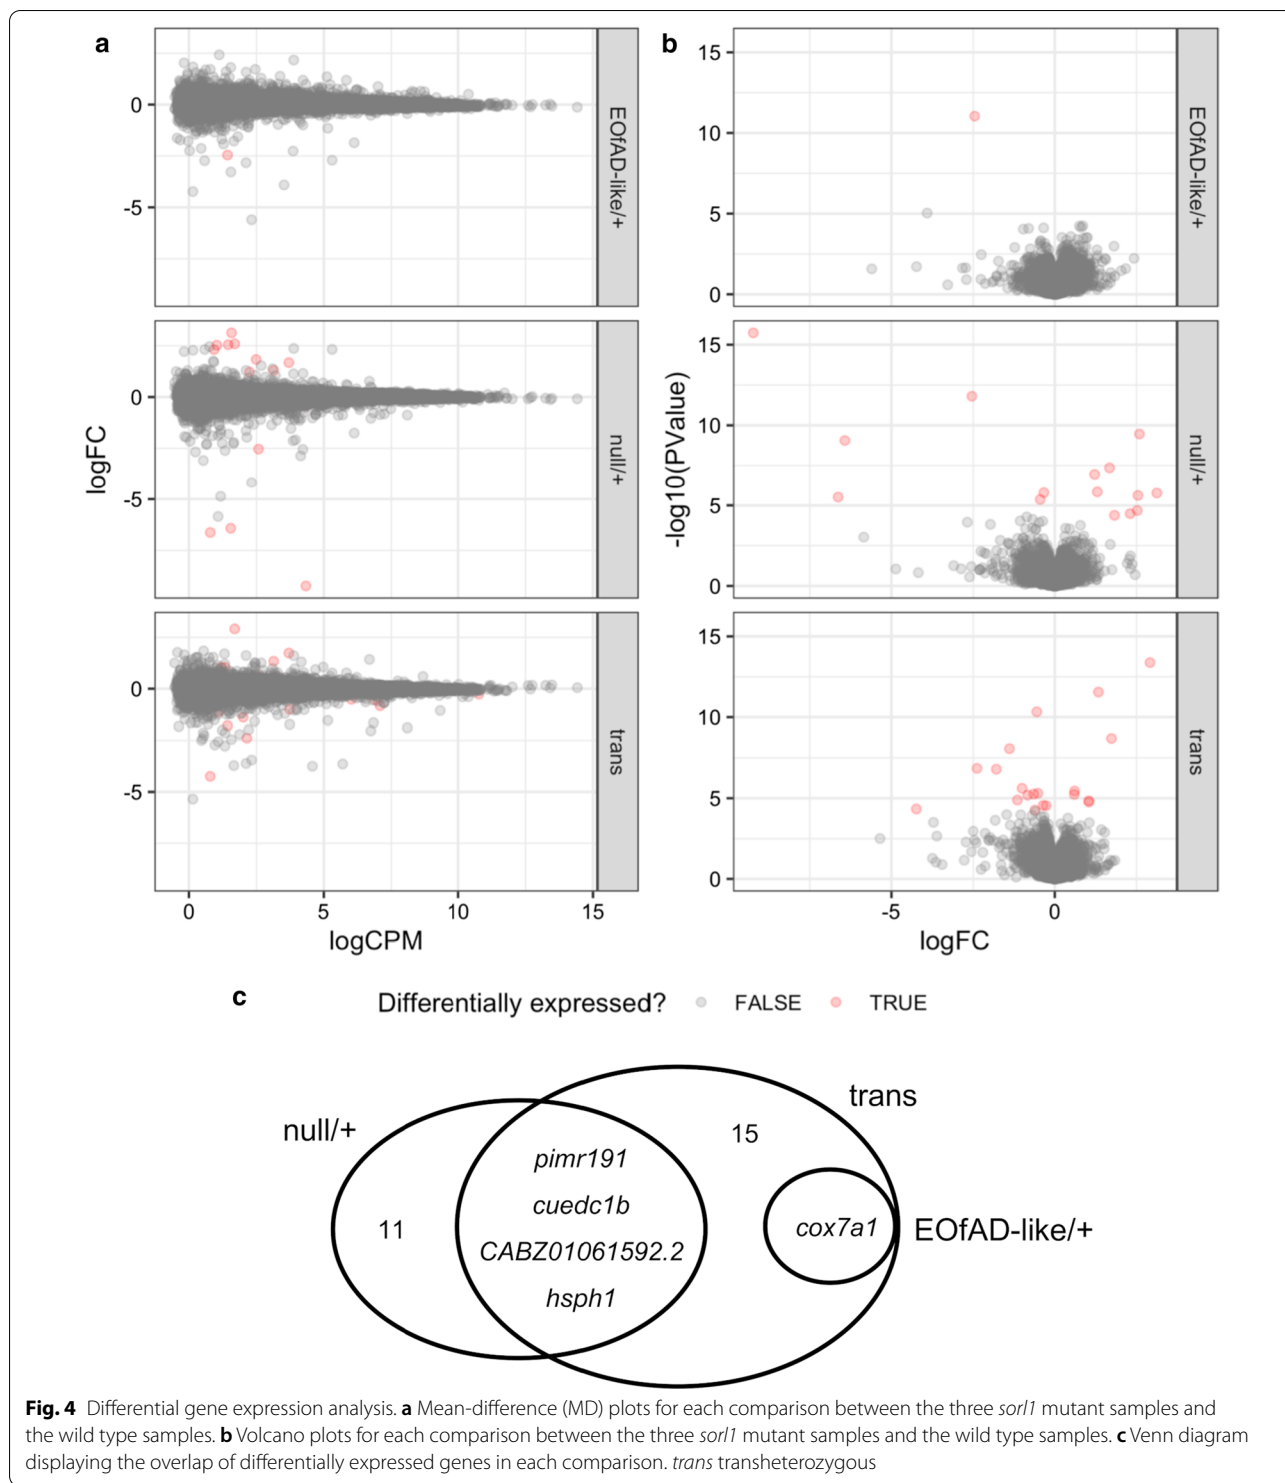 a
b
0
-5
EOfAD-like/+
15
10
5
0
EOfAD-like/+
logFC
0
-5
null/+
-log10(PValue)
15
10
5
0
null/+
0
-5
trans
15
10
5
0
trans
0 5 10 15
logCPM
-5 0
logFC
c
Differentially expressed? FALSE TRUE
trans
null/+
15
pimr191
cuedc1b
11
cox7a1
EOfAD-like/+
CABZ01061592.2
hsph1
Fig. 4 Differential gene expression analysis. a Mean-difference (MD) plots for each comparison between the three sorl1 mutant samples and
the wild type samples. b Volcano plots for each comparison between the three sorl1 mutant samples and the wild type samples. c Venn diagram
displaying the overlap of differentially expressed genes in each comparison. trans transheterozygous